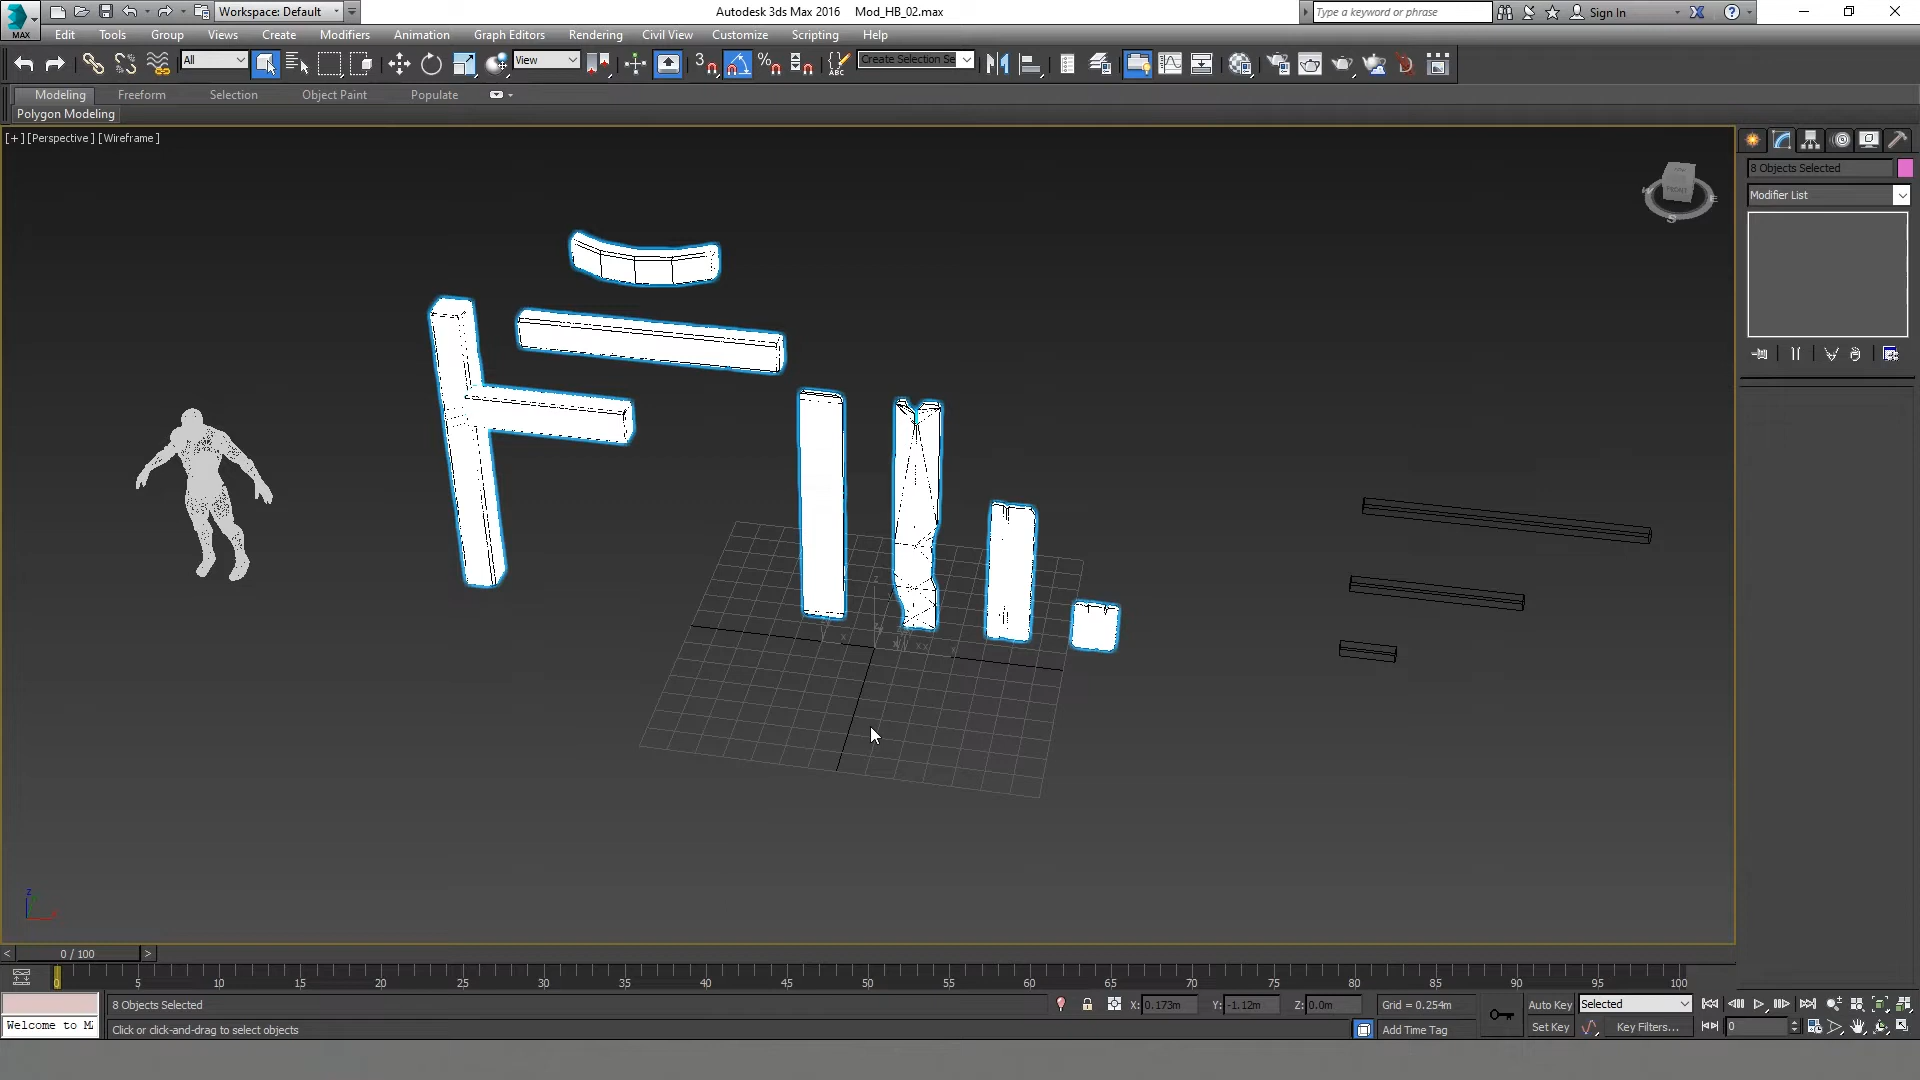 Workspace: Default
Autodesk 3ds Max 2016 Mod_HB_02.max
Type a keyword or phrase
Sign In
MAX
Edit Tools Group Views Create Modifiers Animation Graph Editors Rendering Civil View Customize Scripting Help
All
View
3
ABC
Create Selection Se
Modeling Freeform Selection Object Paint Populate
Polygon Modeling
[+] [Perspective ] [Wireframe ]
8 Objects Selected
Modifier List
FRONT
S
E
z
0 / 100
0 5 10 15 20 25 30 35 40 45 50 55 60 65 70 75 80 85 90 95 100
8 Objects Selected
X: 0.173m Y: -1.12m Z: 0.0m Grid = 0.254m Auto Key Selected
Welcome to M
Click or click-and-drag to select objects
Add Time Tag Set Key Key Filters... 0